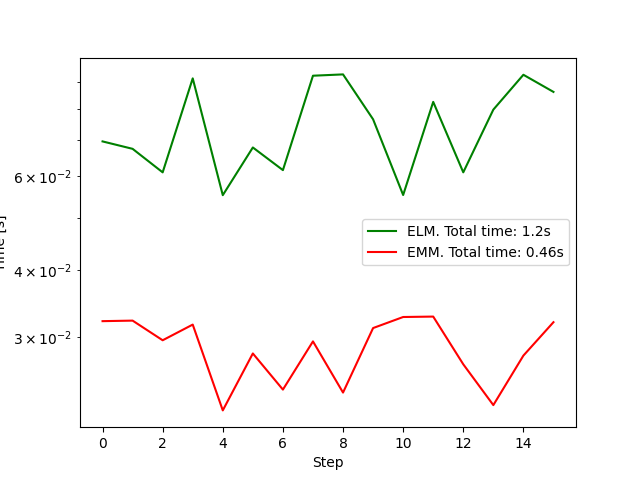 6 × 10⁻²
4 × 10⁻²
3 × 10⁻²
Time [s]
ELM. Total time: 1.2s
EMM. Total time: 0.46s
0 2 4 6 8 10 12 14
Step